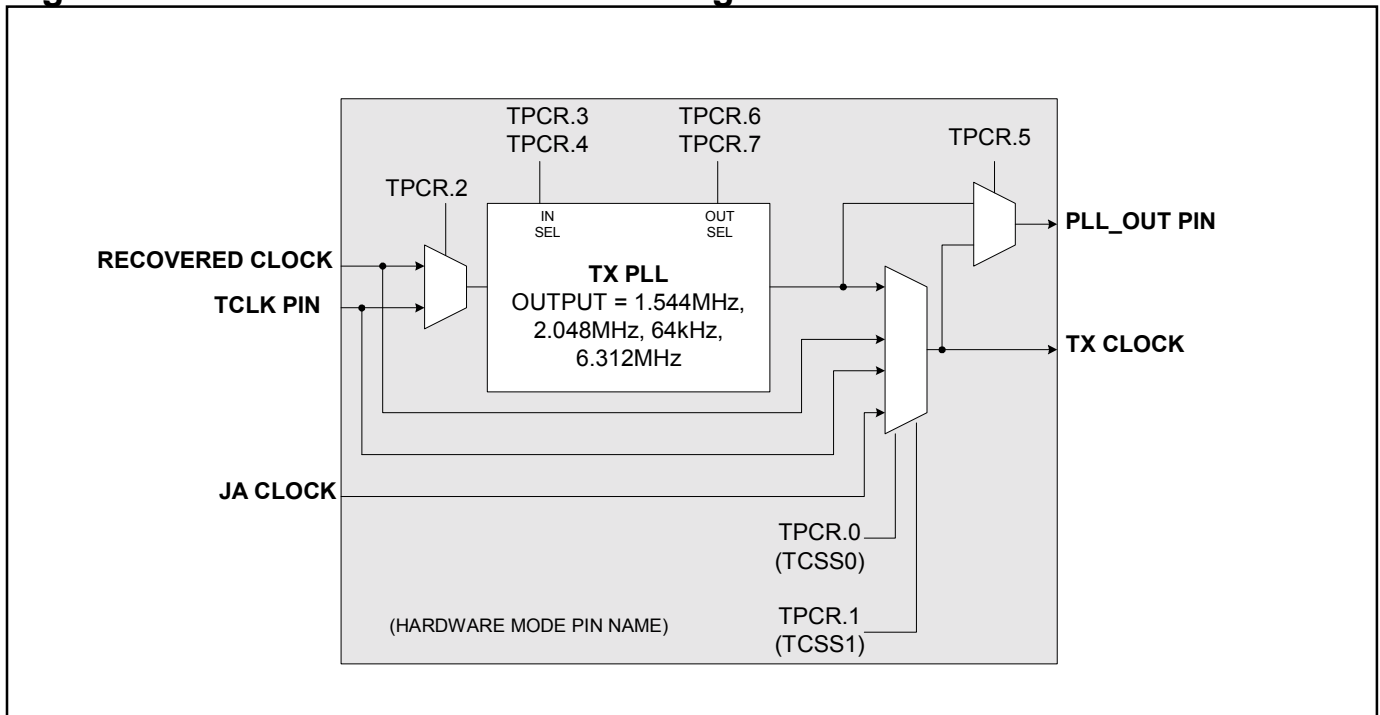 TPCR.3
TPCR.4
TPCR.6
TPCR.7
TPCR.5
TPCR.2
IN
SEL
OUT
SEL
PLL_OUT PIN
RECOVERED CLOCK
TCLK PIN
TX PLL
OUTPUT = 1.544MHz,
2.048MHz, 64kHz,
6.312MHz
TX CLOCK
JA CLOCK
TPCR.0
(TCSS0)
TPCR.1
(TCSS1)
(HARDWARE MODE PIN NAME)